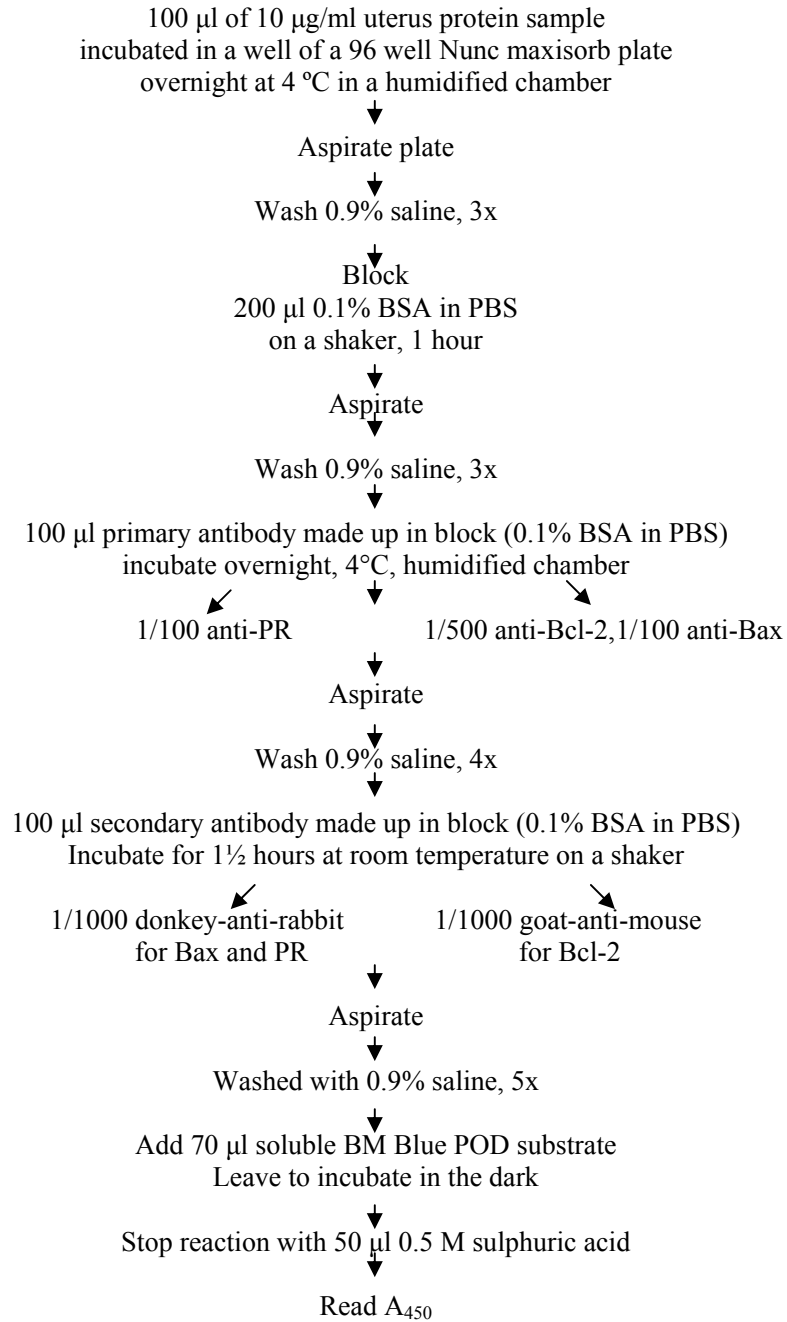 100 μl of 10 μg/ml uterus protein sample
incubated in a well of a 96 well Nunc maxisorb plate
overnight at 4 ºC in a humidified chamber
Aspirate plate
Wash 0.9% saline, 3x
Block
200 μl 0.1% BSA in PBS
on a shaker, 1 hour
Aspirate
Wash 0.9% saline, 3x
100 μl primary antibody made up in block (0.1% BSA in PBS)
incubate overnight, 4°C, humidified chamber
1/100 anti-PR 1/500 anti-Bcl-2,1/100 anti-Bax
Aspirate
Wash 0.9% saline, 4x
100 μl secondary antibody made up in block (0.1% BSA in PBS)
Incubate for 1½ hours at room temperature on a shaker
1/1000 donkey-anti-rabbit 1/1000 goat-anti-mouse
for Bax and PR for Bcl-2
Aspirate
Washed with 0.9% saline, 5x
Add 70 μl soluble BM Blue POD substrate
Leave to incubate in the dark
Stop reaction with 50 μl 0.5 M sulphuric acid
Read A₄₅₀